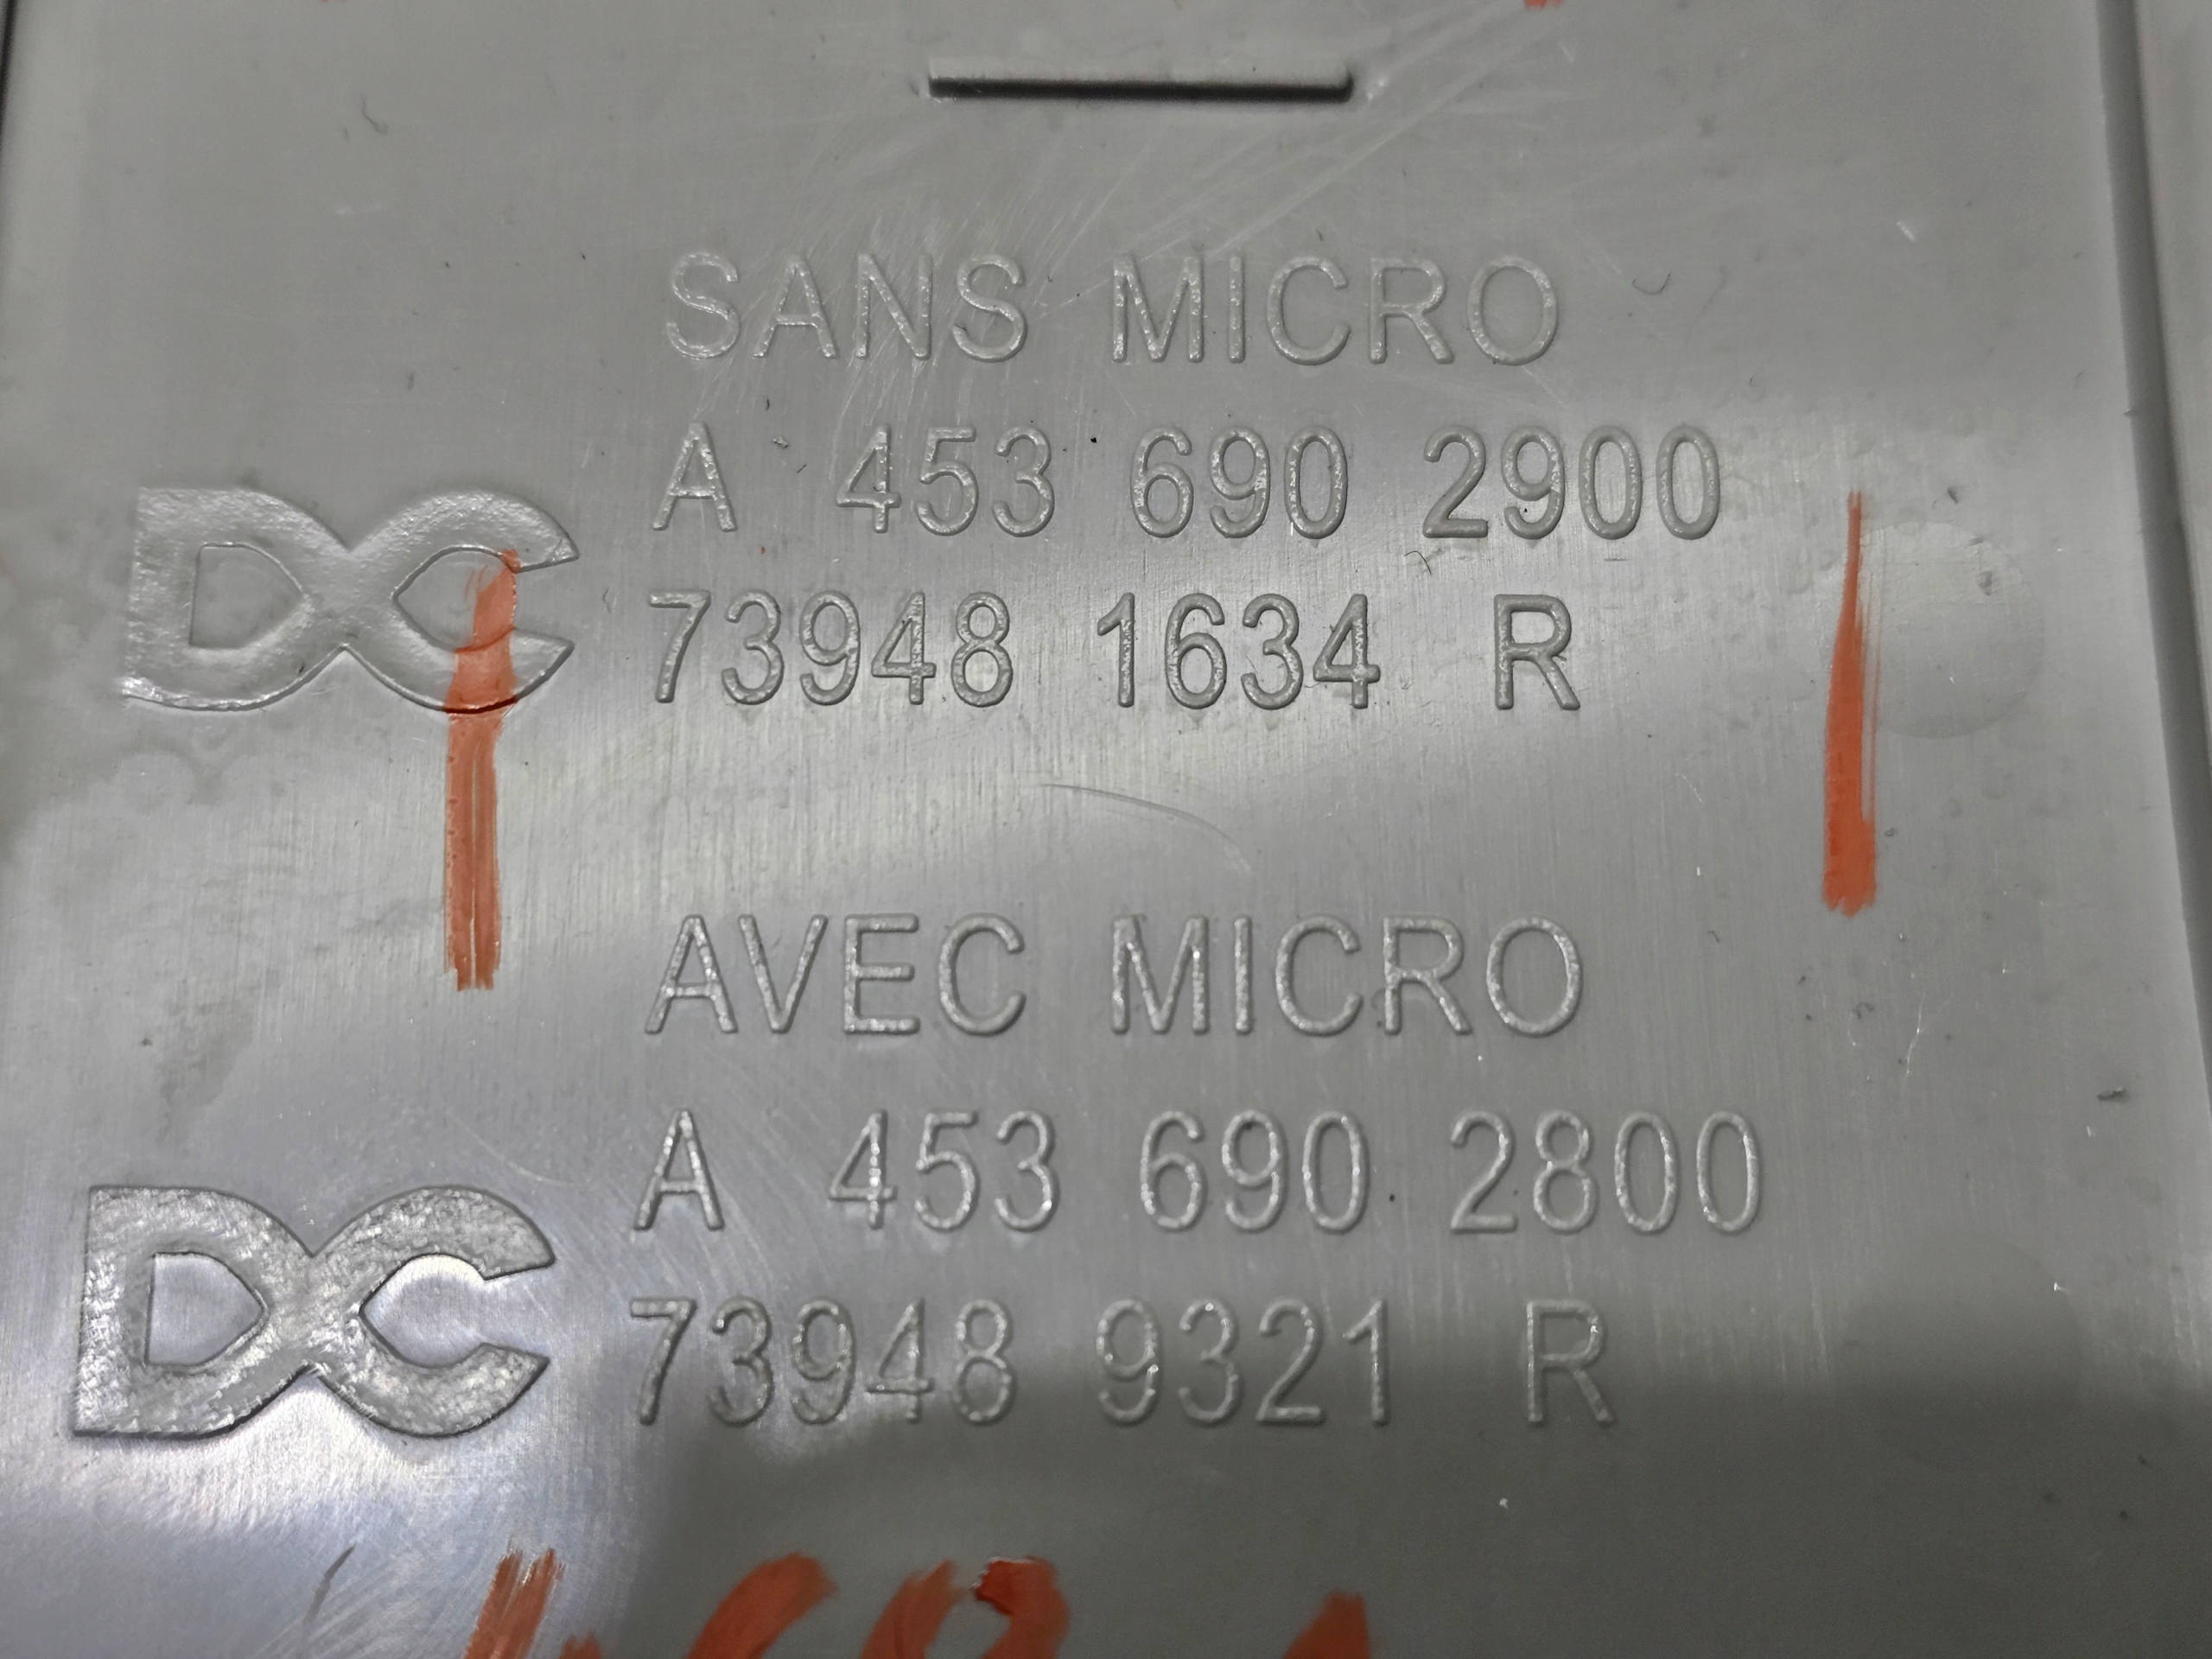 SANS MICRO
A 453 690 2900
DC 73948 1634 R
AVEC MICRO
A 453 690 2800
DC 73948 9321 R